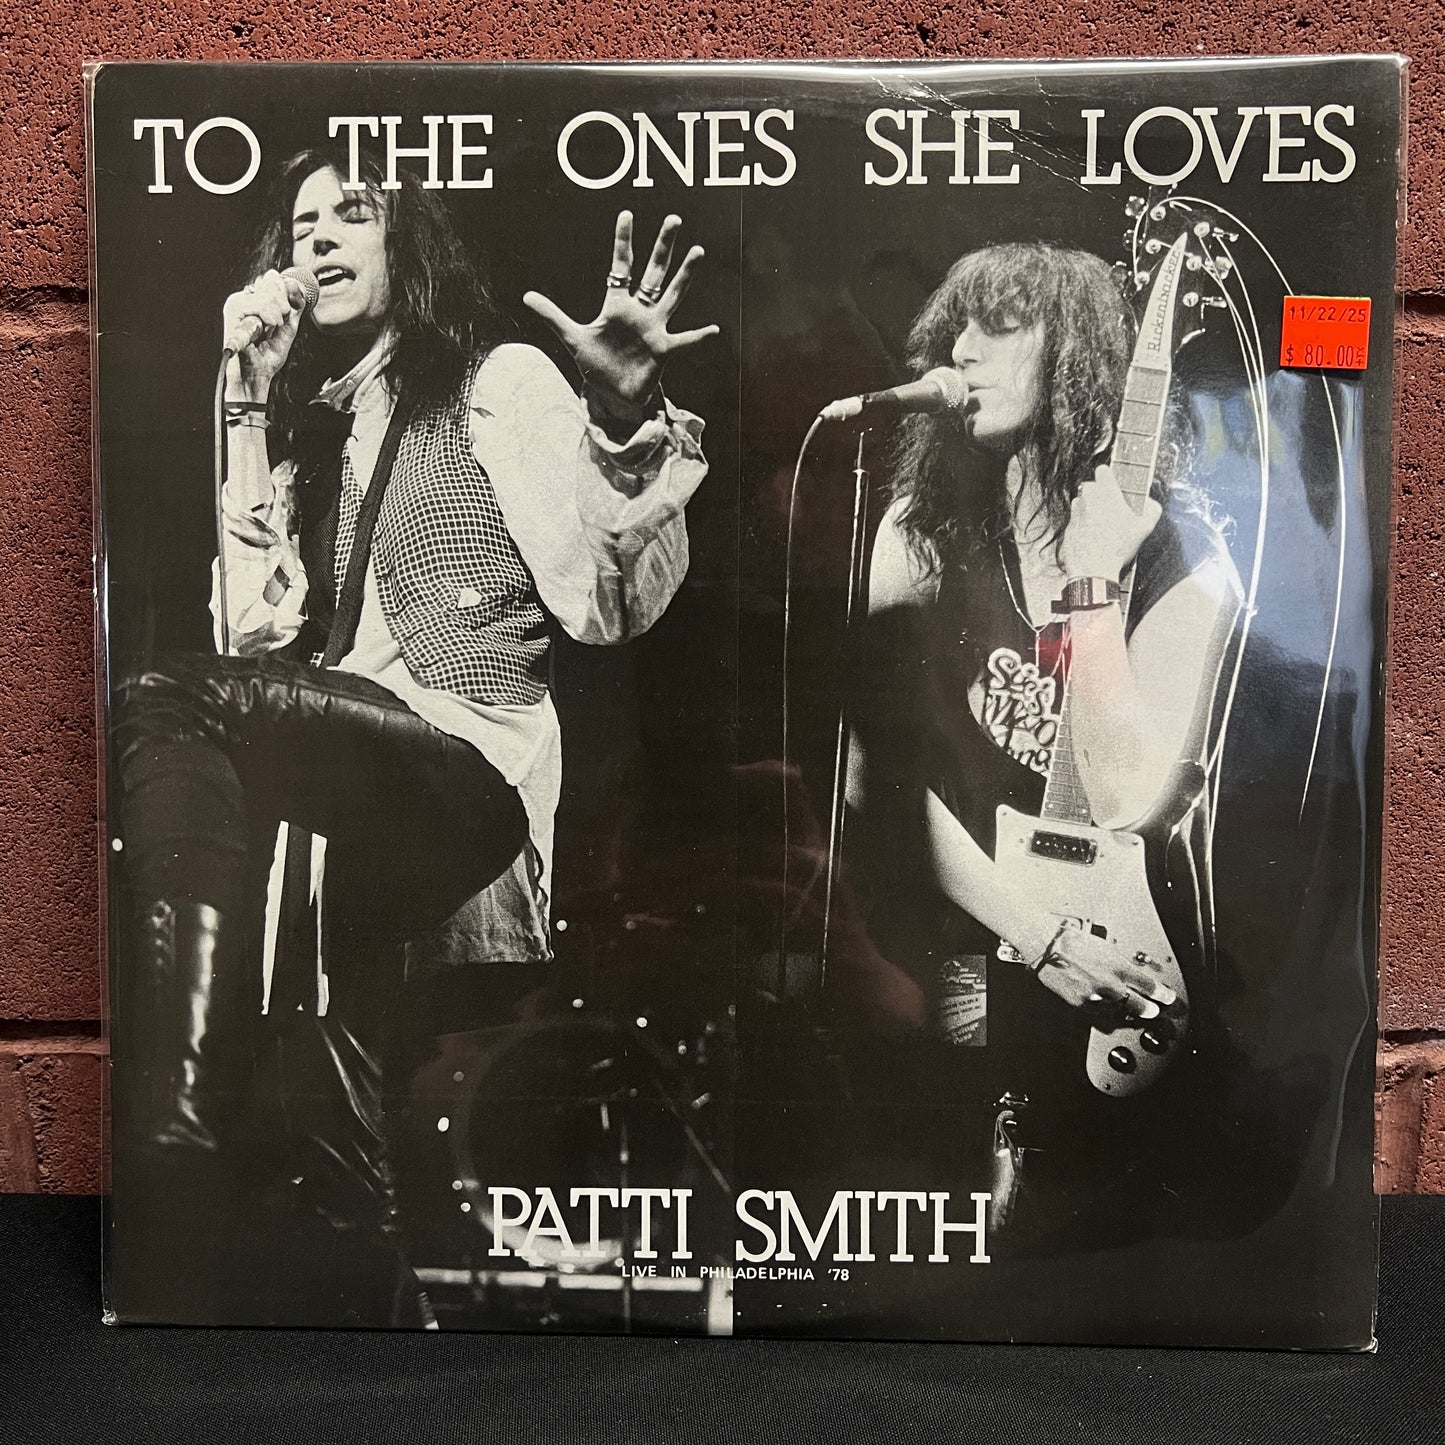 TO THE ONES SHE LOVES
Rickenbacker
11/22/25
$ 80.00
PATTI SMITH
LIVE IN PHILADELPHIA '78